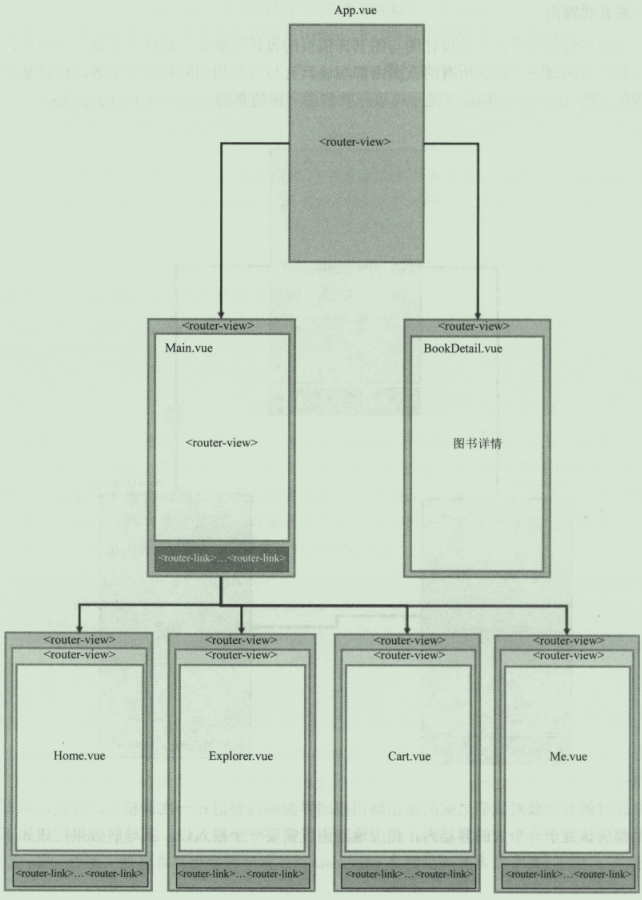 App.vue
<router-view>
<router-view> <router-view>
Main.vue BookDetail.vue
<router-view> 图书详情
<router-link>…<router-link>
<router-view> <router-view> <router-view> <router-view>
<router-view> <router-view> <router-view> <router-view>
Home.vue Explorer.vue Cart.vue Me.vue
<router-link>…<router-link> <router-link>…<router-link> <router-link>…<router-link> <router-link>…<router-link>